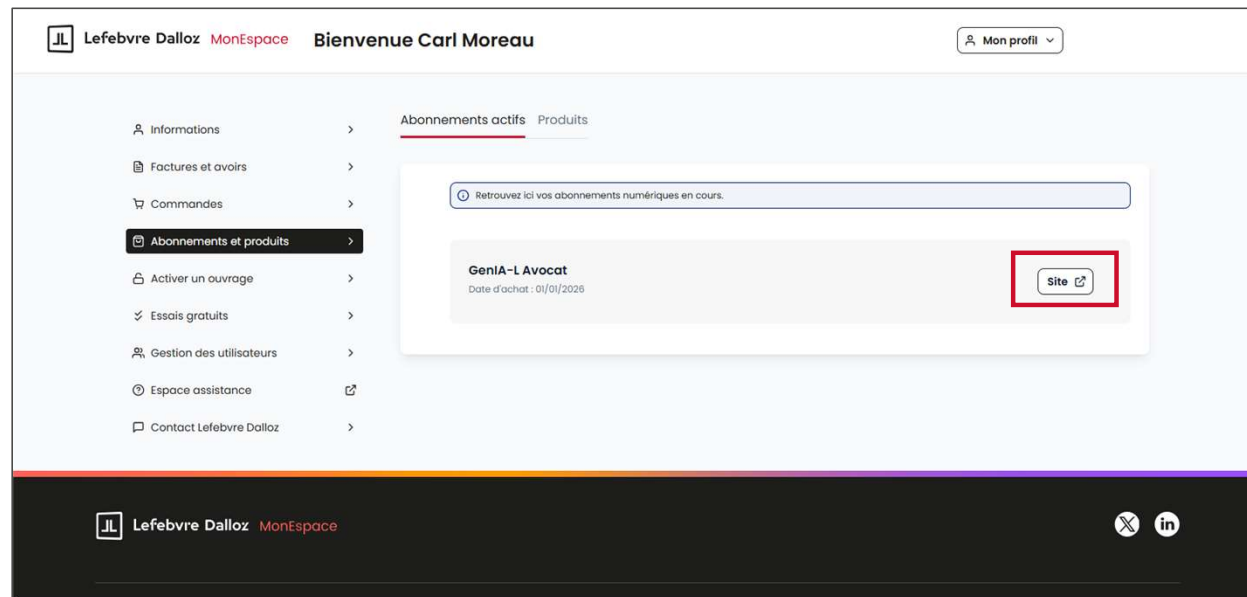 Lefebvre Dalloz MonEspace Bienvenue Carl Moreau Mon profil
Informations
Factures et avoirs
Commandes
Abonnements et produits
Activer un ouvrage
Essais gratuits
Gestion des utilisateurs
Espace assistance
Contact Lefebvre Dalloz
Abonnements actifs Produits
Retrouvez ici vos abonnements numériques en cours.
GenIA-L Avocat
Date d'achat : 01/01/2026
Site
Lefebvre Dalloz MonEspace